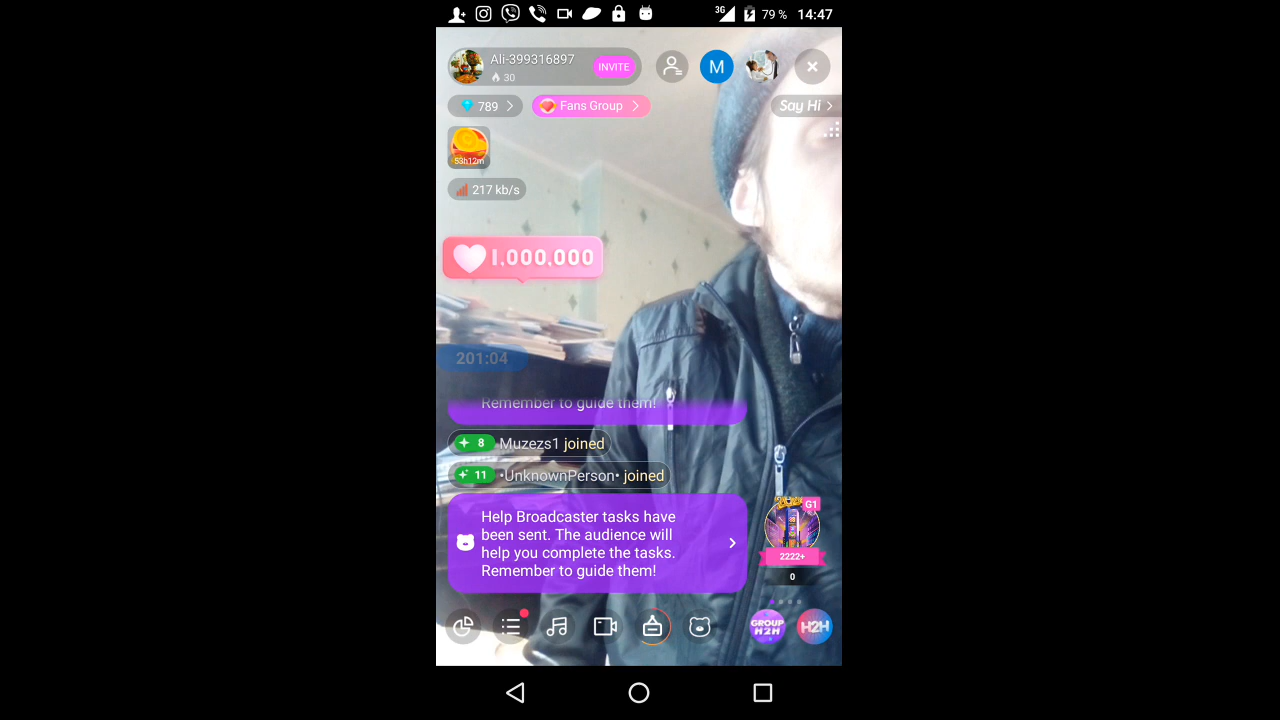 3G 79 % 14:47
Ali-399316897
30
INVITE
M
789
Fans Group
Say Hi
53h12m
217 kb/s
1,000,000
201:04
Remember to guide them!
8 Muzezs1 joined
11 •UnknownPerson• joined
Help Broadcaster tasks have
been sent. The audience will
help you complete the tasks.
Remember to guide them!
G1
2222+
0
GROUP
H2H
H2H